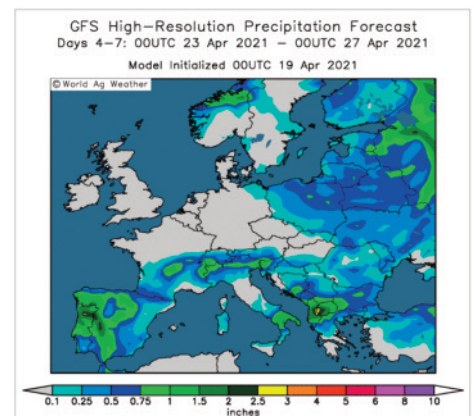 GFS High-Resolution Precipitation Forecast
Days 4-7: 00UTC 23 Apr 2021 - 00UTC 27 Apr 2021
Model Initialized 00UTC 19 Apr 2021
© World Ag Weather
0.1 0.25 0.5 0.75 1 1.5 2 2.5 3 4 5 6 8 10
inches